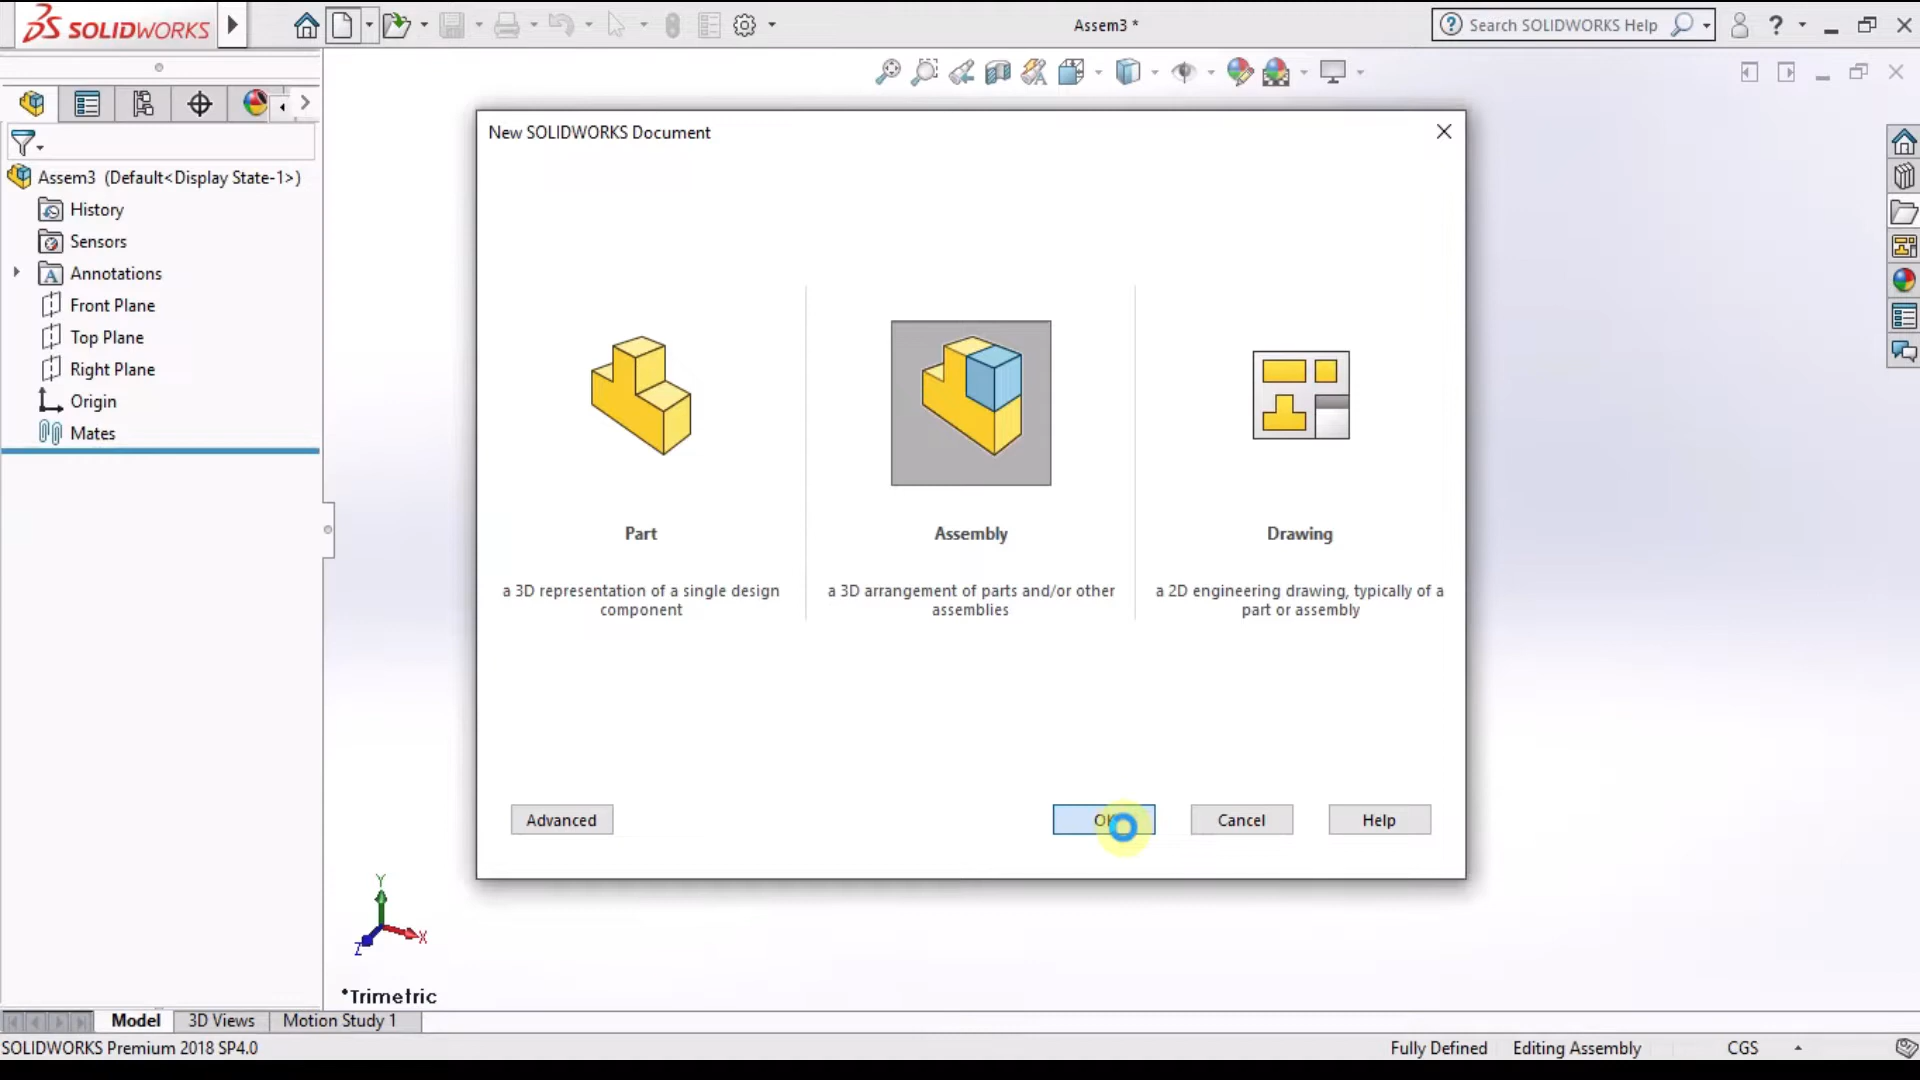 SOLIDWORKS
Assem3 *
Search SOLIDWORKS Help
?
Assem3 (Default<Display State-1>)
History
Sensors
Annotations
Front Plane
Top Plane
Right Plane
Origin
Mates
New SOLIDWORKS Document
Part
Assembly
Drawing
a 3D representation of a single design
component
a 3D arrangement of parts and/or other
assemblies
a 2D engineering drawing, typically of a
part or assembly
Advanced
OK
Cancel
Help
Y
X
Z
*Trimetric
Model
3D Views
Motion Study 1
SOLIDWORKS Premium 2018 SP4.0
Fully Defined
Editing Assembly
CGS